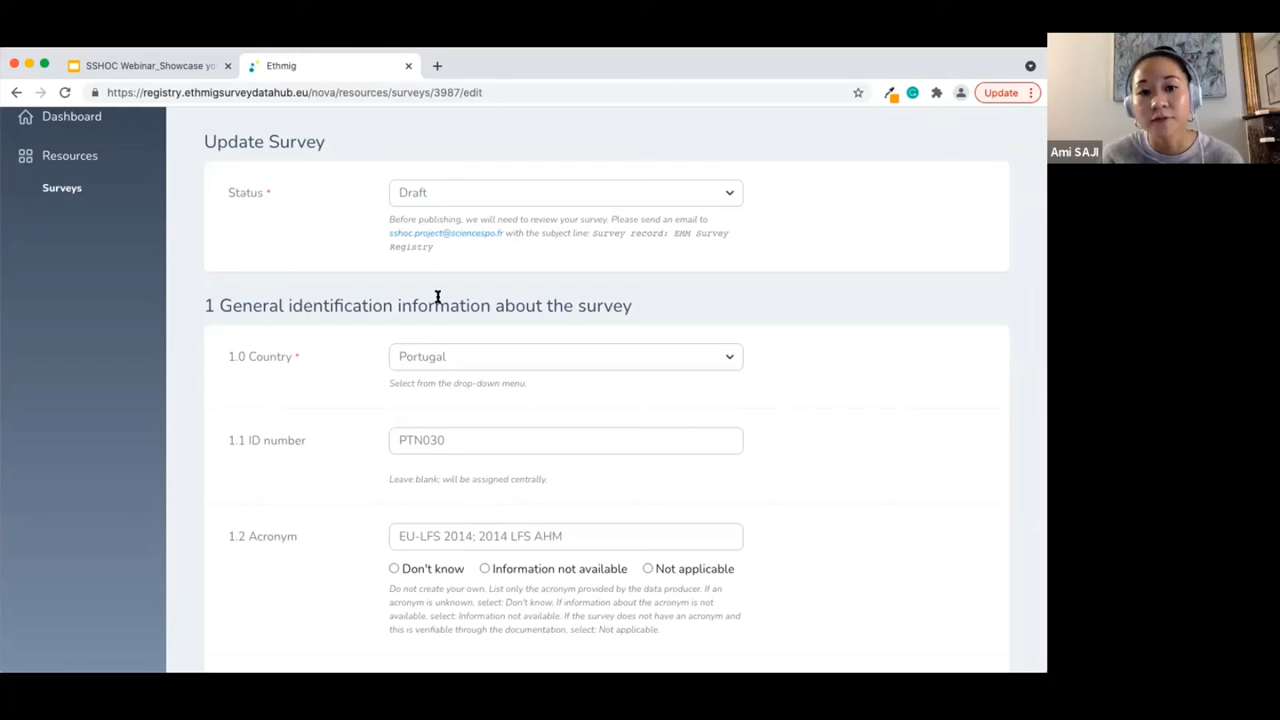 SSHOC Webinar_Showcase yo
Ethmig
https://registry.ethmigsurveydatahub.eu/nova/resources/surveys/3987/edit
Update
Ami SAJI
Dashboard
Resources
Surveys
Update Survey
Status *
Draft
Before publishing, we will need to review your survey. Please send an email to
sshoc.project@sciencespo.fr with the subject line: Survey record: EMM Survey
Registry
1 General identification information about the survey
1.0 Country *
Portugal
Select from the drop-down menu.
1.1 ID number
PTN030
Leave blank; will be assigned centrally.
1.2 Acronym
EU-LFS 2014; 2014 LFS AHM
Don't know Information not available Not applicable
Do not create your own. List only the acronym provided by the data producer. If an
acronym is unknown, select: Don't know. If information about the acronym is not
available, select: Information not available. If the survey does not have an acronym and
this is verifiable through the documentation, select: Not applicable.